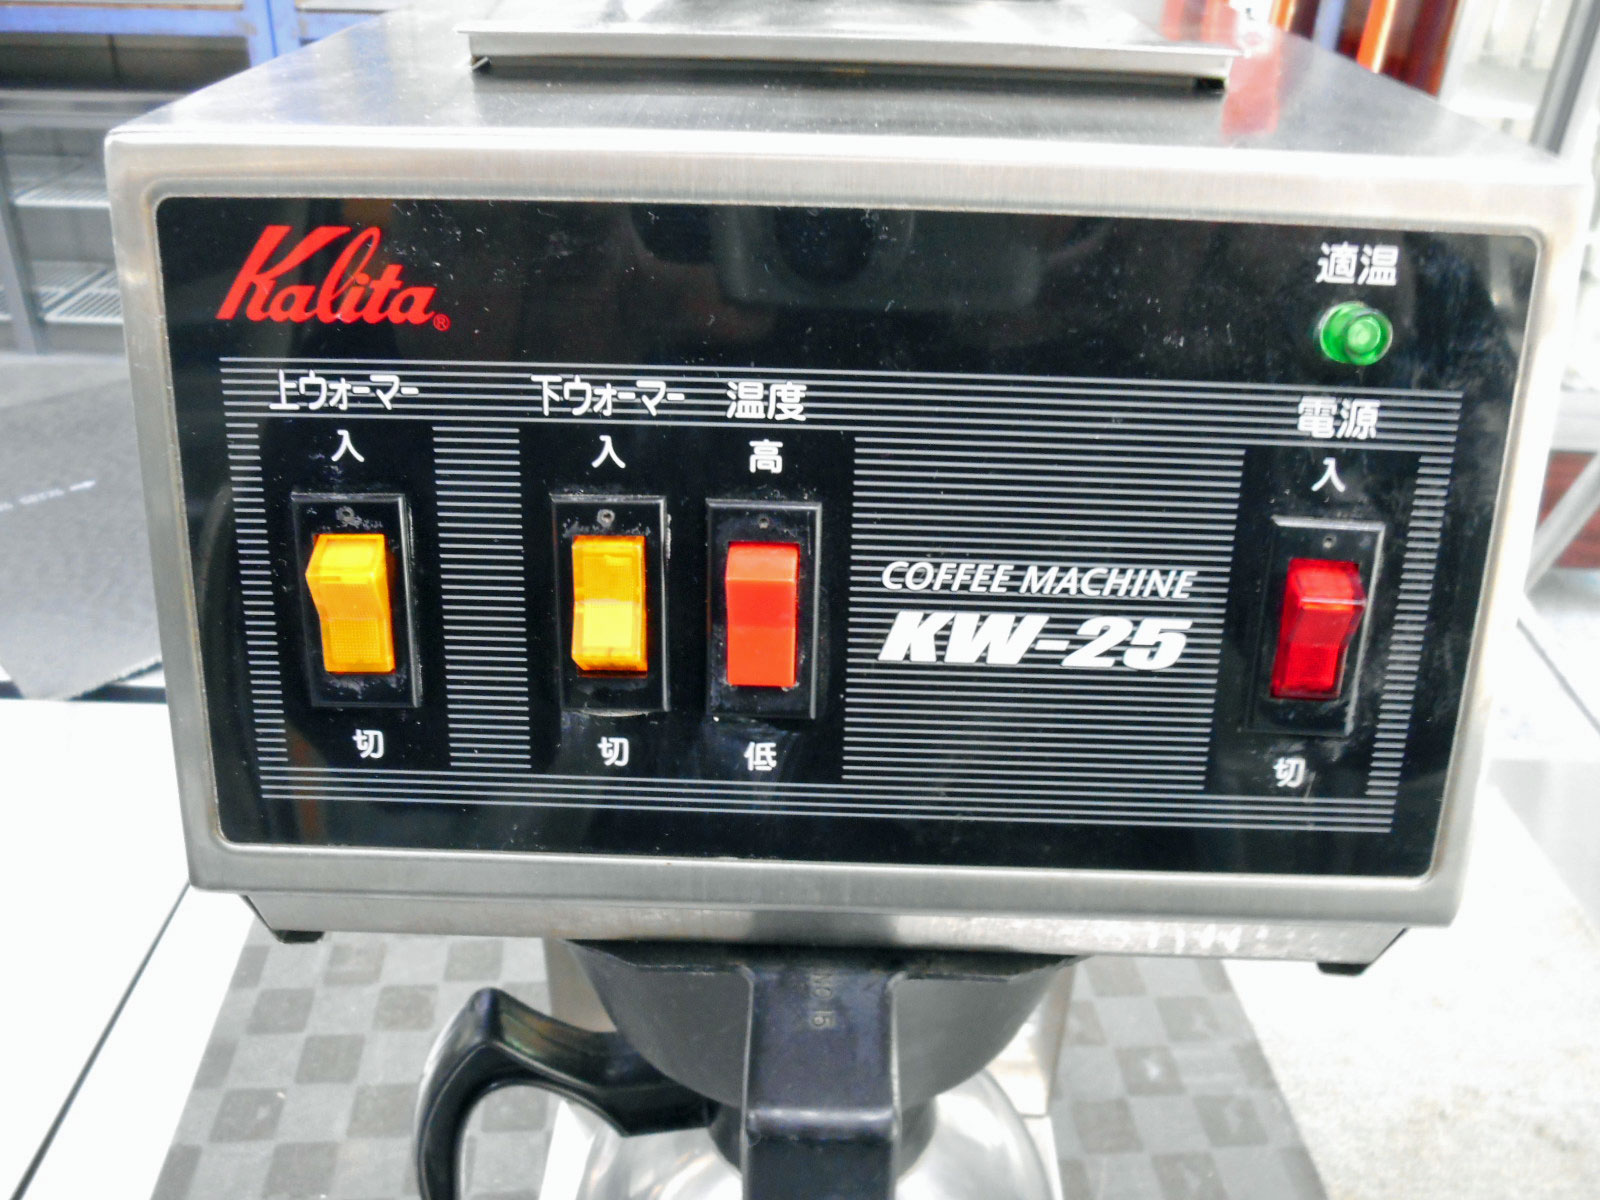 Kalita®
適温
上ウォーマー
下ウォーマー
温度
電源
入
入
高
入
COFFEE MACHINE
KW-25
切
切
低
切